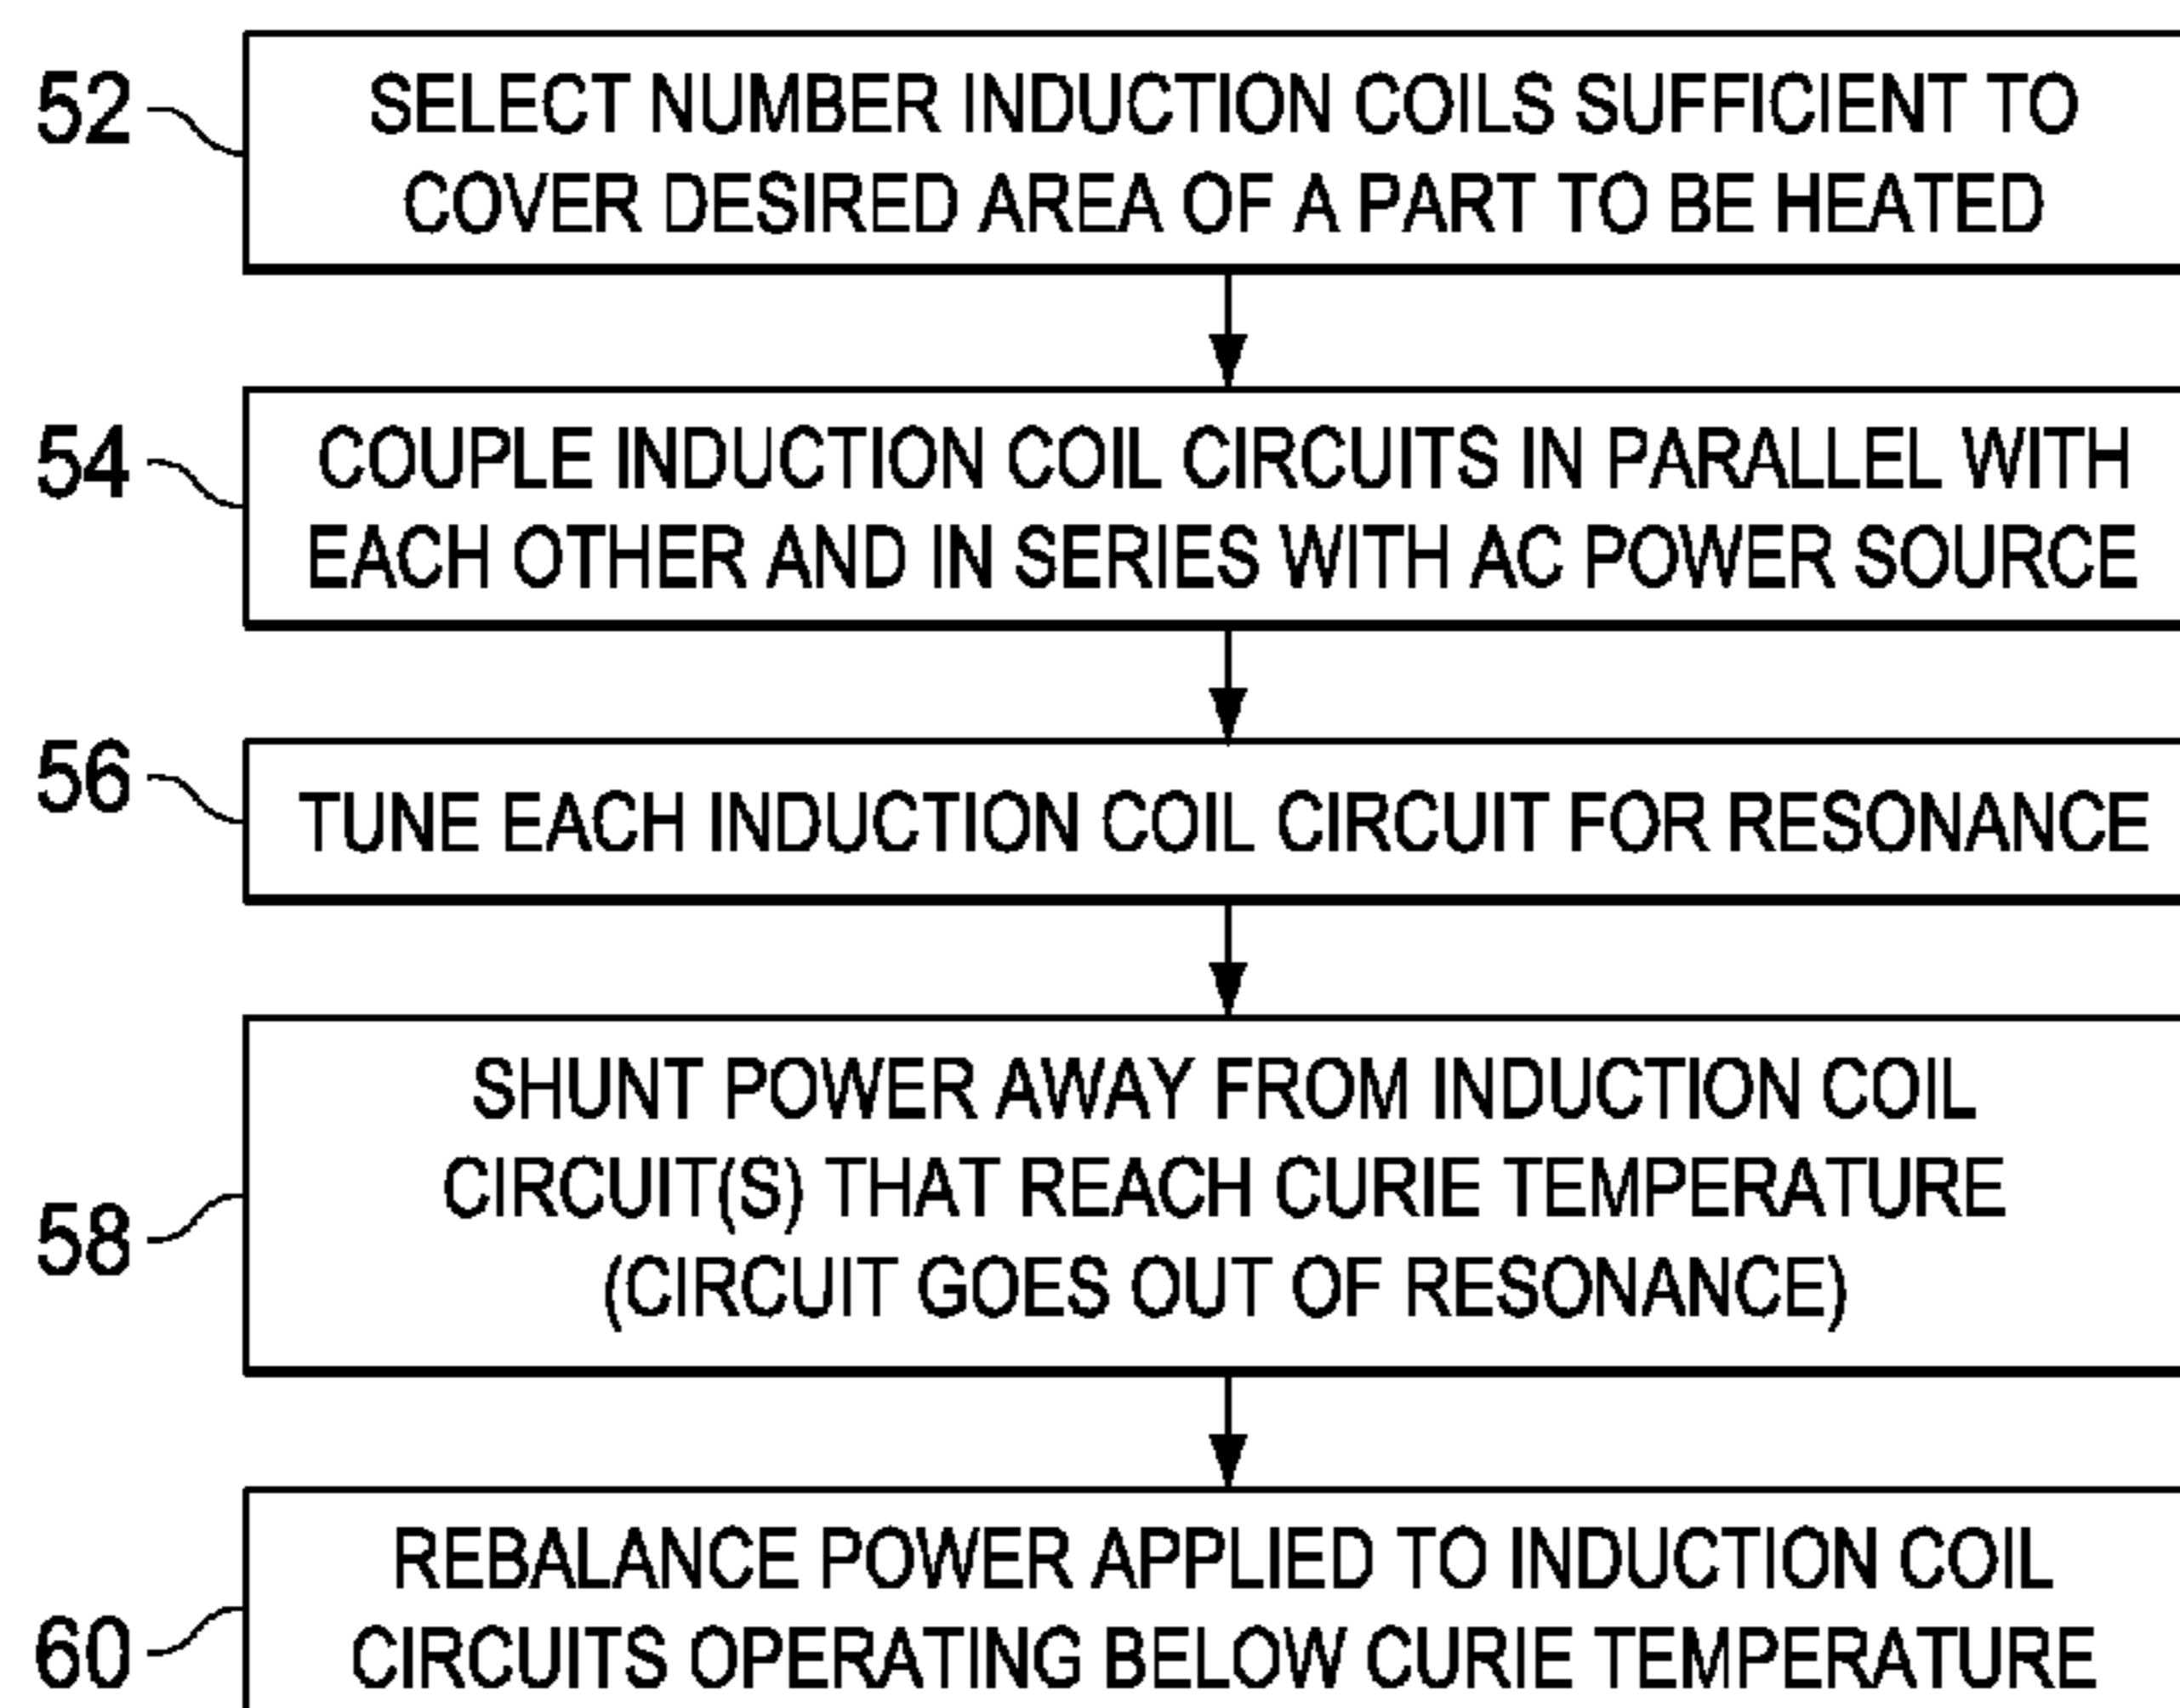 52
SELECT NUMBER INDUCTION COILS SUFFICIENT TO
COVER DESIRED AREA OF A PART TO BE HEATED
54
COUPLE INDUCTION COIL CIRCUITS IN PARALLEL WITH
EACH OTHER AND IN SERIES WITH AC POWER SOURCE
56
TUNE EACH INDUCTION COIL CIRCUIT FOR RESONANCE
58
SHUNT POWER AWAY FROM INDUCTION COIL
CIRCUIT(S) THAT REACH CURIE TEMPERATURE
(CIRCUIT GOES OUT OF RESONANCE)
60
REBALANCE POWER APPLIED TO INDUCTION COIL
CIRCUITS OPERATING BELOW CURIE TEMPERATURE